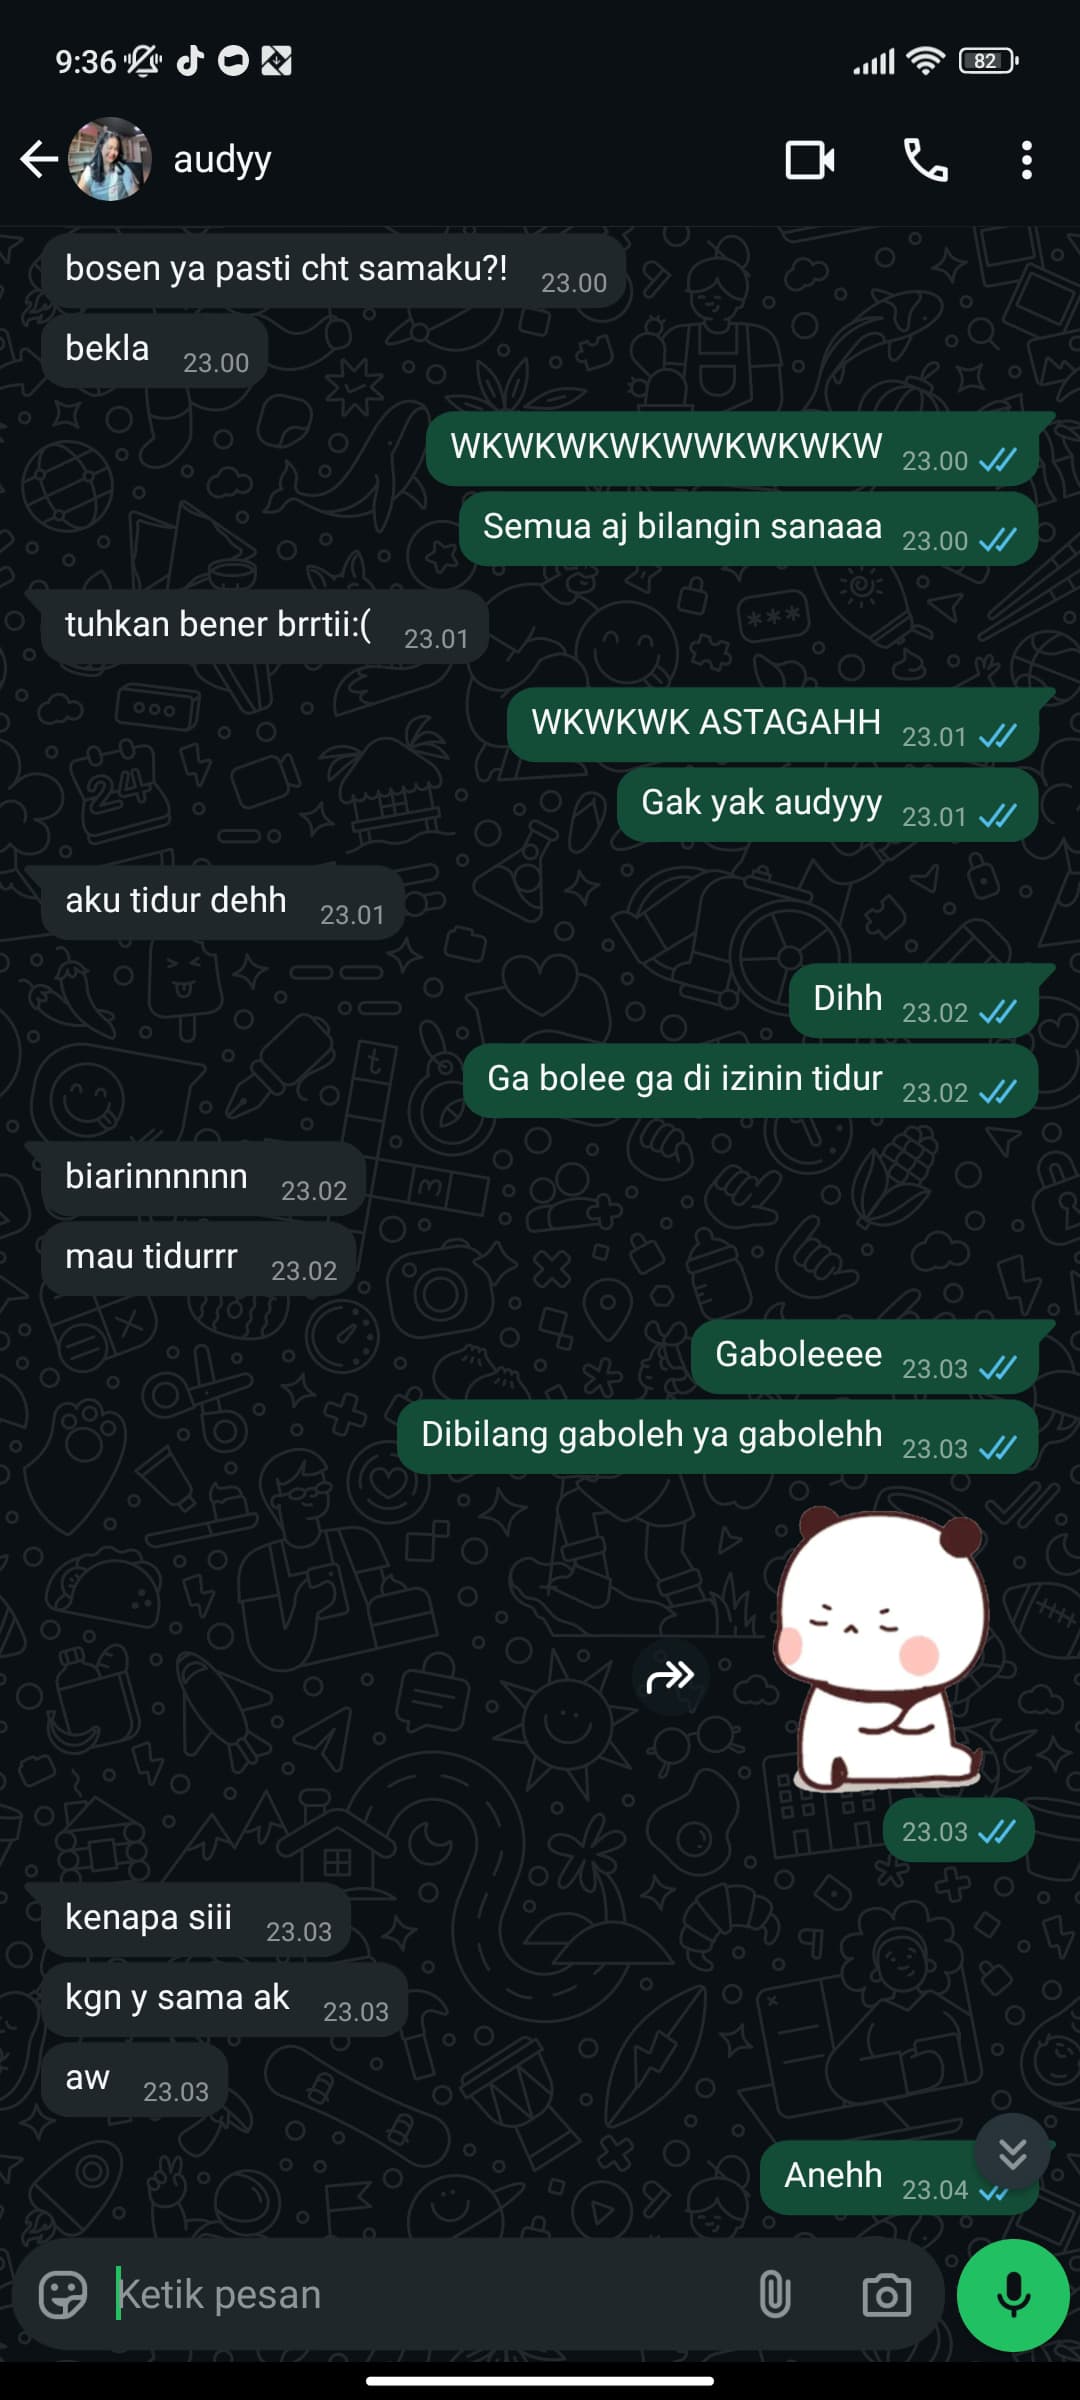 9:36
82
audyy
bosen ya pasti cht samaku?! 23.00
bekla 23.00
WKWKWKWKWWKWKWKW 23.00
Semua aj bilangin sanaaa 23.00
tuhkan bener brrtii:( 23.01
WKWKWK ASTAGAHH 23.01
Gak yak audyyy 23.01
aku tidur dehh 23.01
Dihh 23.02
Ga bolee ga di izinin tidur 23.02
biarinnnnnn 23.02
mau tidurrr 23.02
Gaboleeee 23.03
Dibilang gaboleh ya gabolehh 23.03
23.03
kenapa siii 23.03
kgn y sama ak 23.03
aw 23.03
Anehh 23.04
Ketik pesan